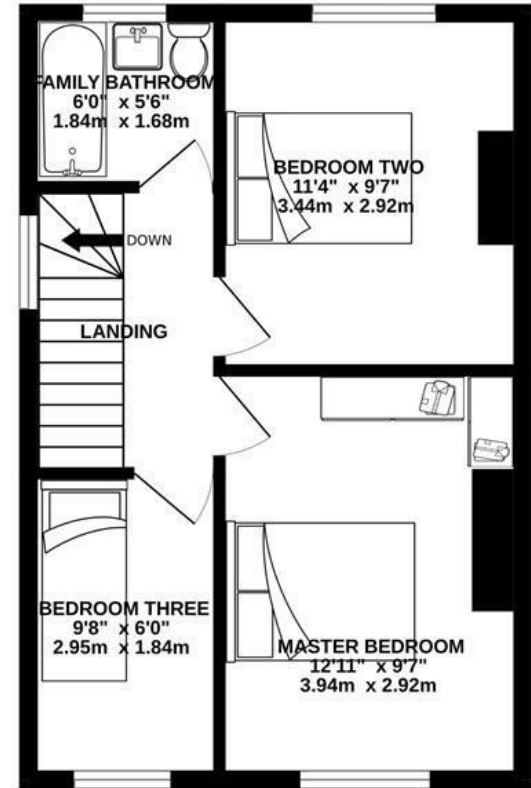 FAMILY BATHROOM
6'0" x 5'6"
1.84m x 1.68m
BEDROOM TWO
11'4" x 9'7"
3.44m x 2.92m
DOWN
LANDING
BEDROOM THREE
9'8" x 6'0"
2.95m x 1.84m
MASTER BEDROOM
12'11" x 9'7"
3.94m x 2.92m